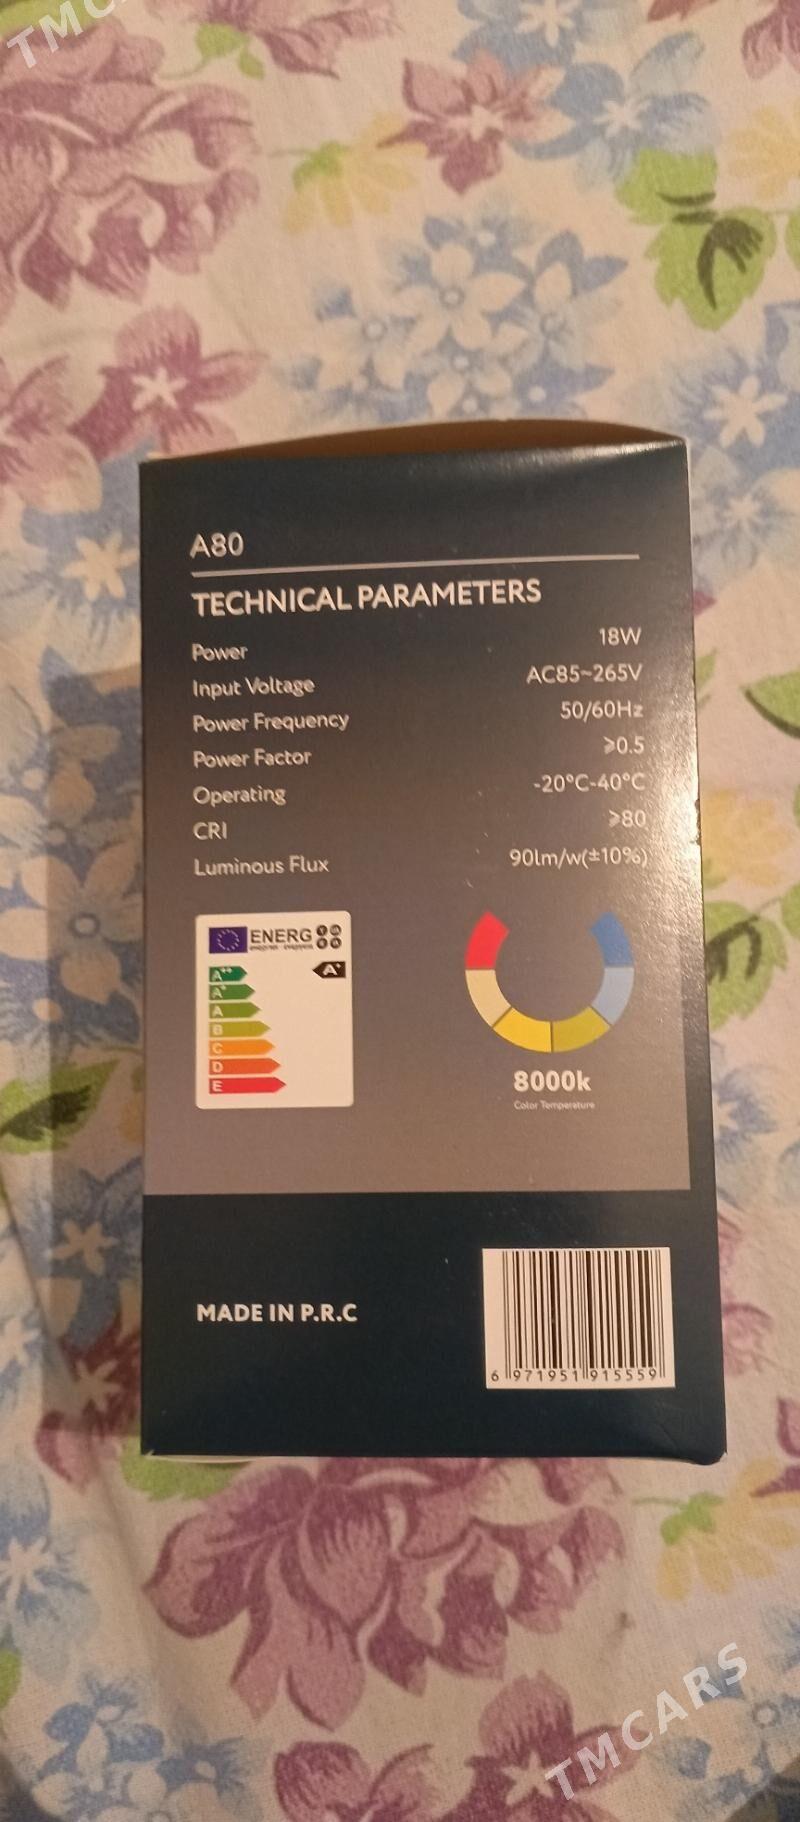 TMC
A80
TECHNICAL PARAMETERS
Power 18W
Input Voltage AC85~265V
Power Frequency 50/60Hz
Power Factor ⩾0.5
Operating -20°C-40°C
CRI ⩾80
Luminous Flux 90lm/w(±10%)
ENERG
A++ A+
A+
A
B
C
D
E
8000k
Color Temperature
MADE IN P.R.C
6 971951 915559
TMCARS